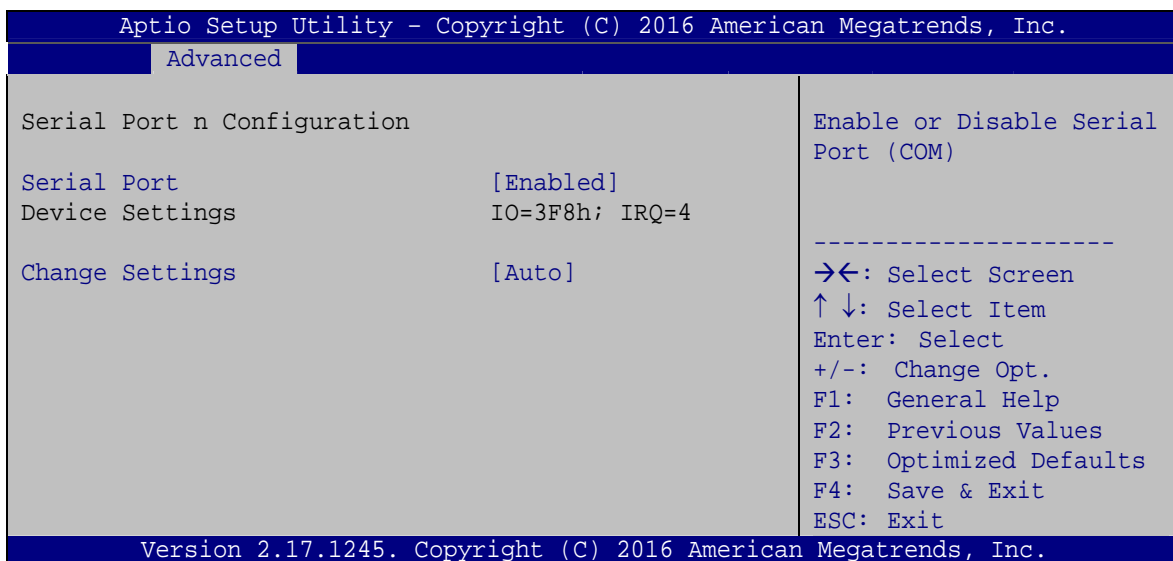 Aptio Setup Utility – Copyright (C) 2016 American Megatrends, Inc.
Advanced
Serial Port n Configuration
Serial Port [Enabled]
Device Settings IO=3F8h; IRQ=4
Change Settings [Auto]
Enable or Disable Serial
Port (COM)
---------------------
→←: Select Screen
↑ ↓: Select Item
Enter: Select
+/-: Change Opt.
F1: General Help
F2: Previous Values
F3: Optimized Defaults
F4: Save & Exit
ESC: Exit
Version 2.17.1245. Copyright (C) 2016 American Megatrends, Inc.